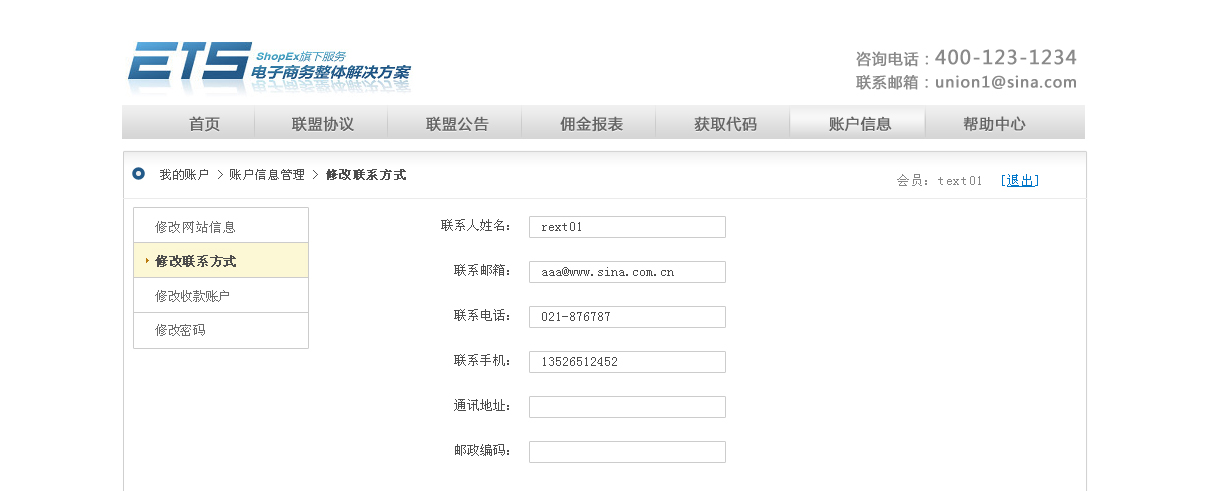 ETS ShopEx旗下服务
电子商务整体解决方案
咨询电话：400-123-1234
联系邮箱：union1@sina.com
首页 联盟协议 联盟公告 佣金报表 获取代码 账户信息 帮助中心
我的账户 > 账户信息管理 > 修改联系方式
会员：text01 [退出]
修改网站信息
修改联系方式
修改收款账户
修改密码
联系人姓名： rext01
联系邮箱： aaa@www.sina.com.cn
联系电话： 021-876787
联系手机： 13526512452
通讯地址：
邮政编码：